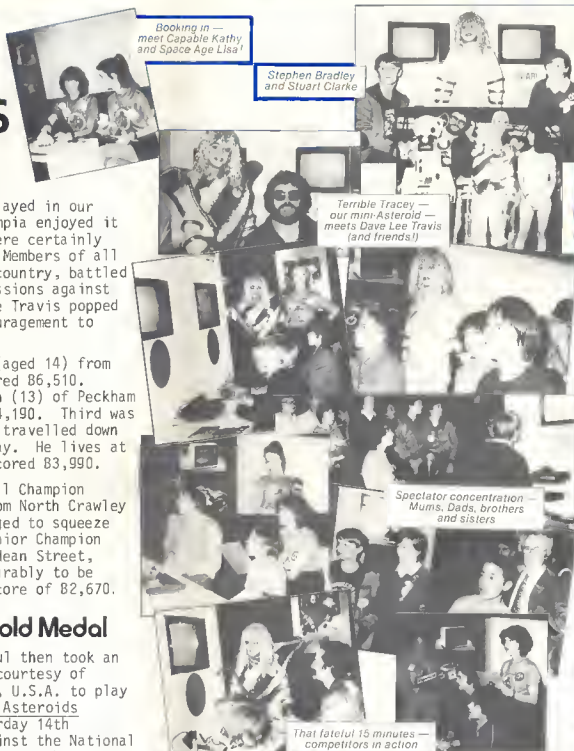 S
Booking in —
meet Capable Kathy
and Space Age Lisa!
Stephen Bradley
and Stuart Clarke
Terrible Tracey —
our mini-Asteroid —
meets Dave Lee Travis
(and friends!)
Spectator concentration —
Mums, Dads, brothers
and sisters
That fateful 15 minutes —
competitors in action
ayed in our
mpia enjoyed it
ere certainly
Members of all
country, battled
ssions against
e Travis popped
uragement to
aged 14) from
red 86,510.
(13) of Peckham
4,190. Third was
travelled down
ay. He lives at
cored 83,990.
l Champion
om North Crawley
ged to squeeze
nior Champion
dean Street,
irably to be
core of 82,670.
old Medal
ul then took an
courtesy of
, U.S.A. to play
Asteroids
rday 14th
inst the National